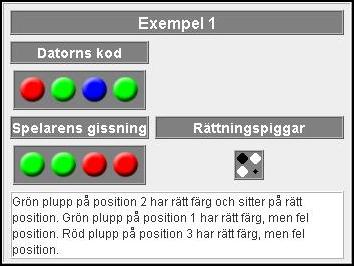 Exempel 1
Datorns kod
Spelarens gissning
Rättningspiggar
Grön plupp på position 2 har rätt färg och sitter på rätt
position. Grön plupp på position 1 har rätt färg, men fel
position. Röd plupp på position 3 har rätt färg, men fel
position.